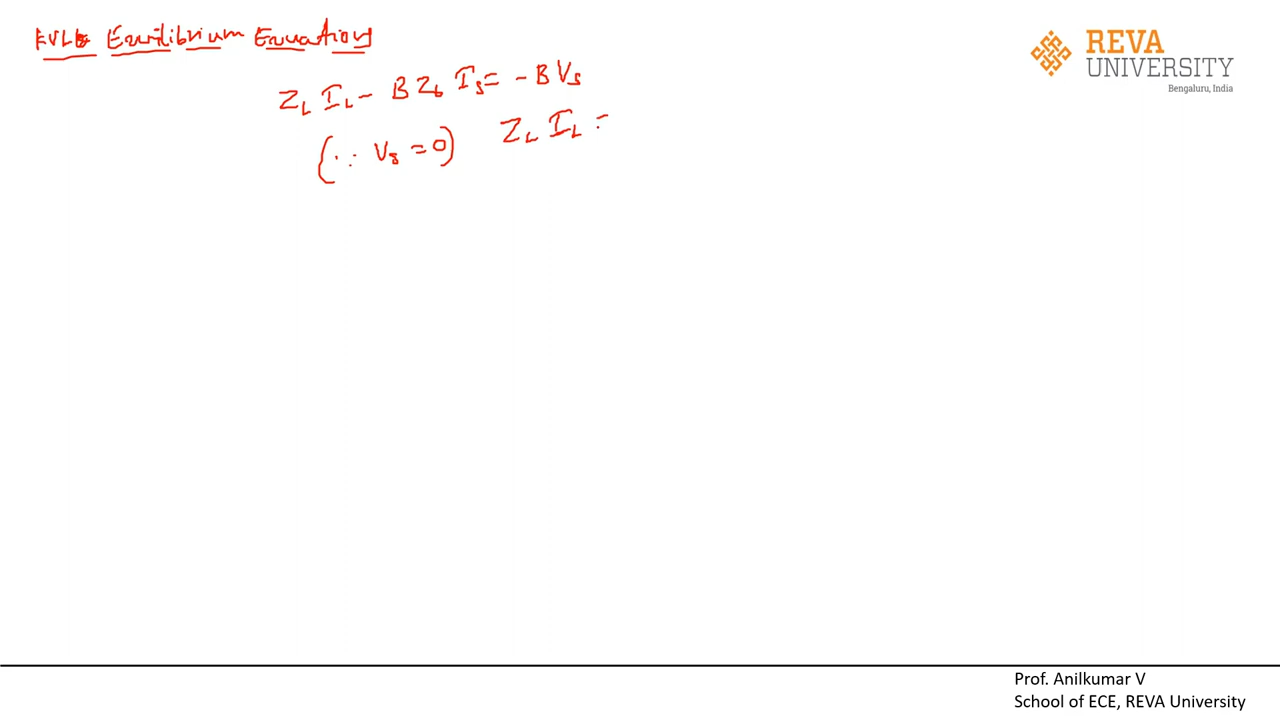 KVL Equilibrium Equations
Z_L I_L - B Z_b I_s = - B V_s
(∵ V_s = 0) Z_L I_L =
REVA
UNIVERSITY
Bengaluru, India
Prof. Anilkumar V
School of ECE, REVA University